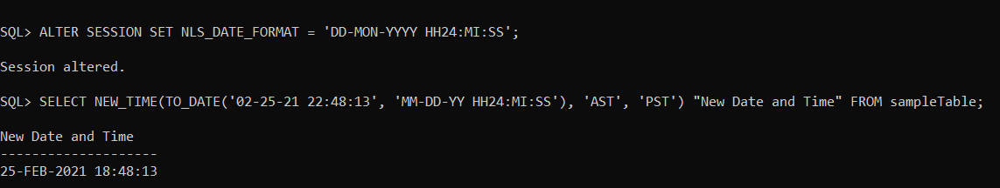 SQL> ALTER SESSION SET NLS_DATE_FORMAT = 'DD-MON-YYYY HH24:MI:SS';
Session altered.
SQL> SELECT NEW_TIME(TO_DATE('02-25-21 22:48:13', 'MM-DD-YY HH24:MI:SS'), 'AST', 'PST') "New Date and Time" FROM sampleTable;
New Date and Time
--------------------
25-FEB-2021 18:48:13